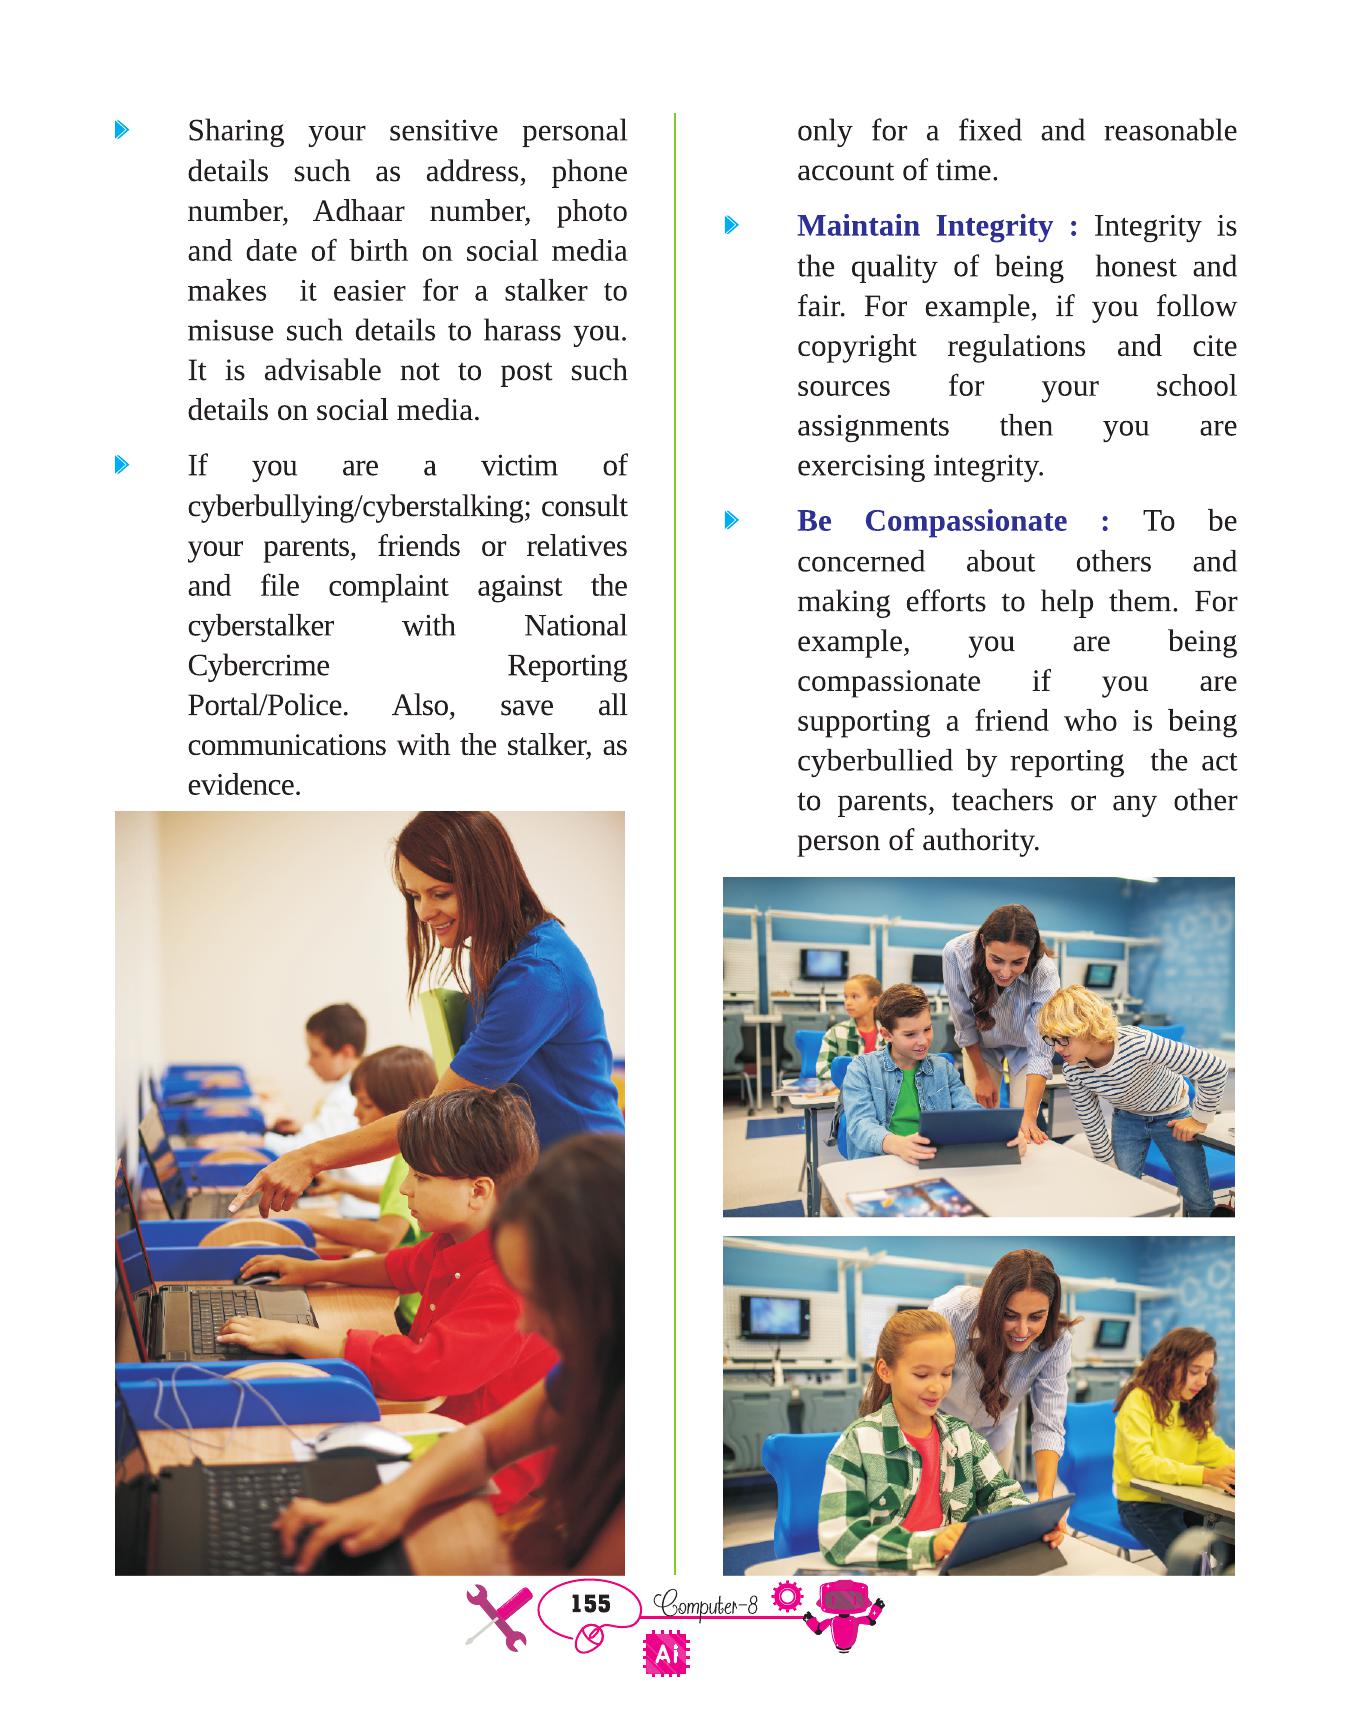 Sharing your sensitive personal
details such as address, phone
number, Adhaar number, photo
and date of birth on social media
makes it easier for a stalker to
misuse such details to harass you.
It is advisable not to post such
details on social media.
If you are a victim of
cyberbullying/cyberstalking; consult
your parents, friends or relatives
and file complaint against the
cyberstalker with National
Cybercrime Reporting
Portal/Police. Also, save all
communications with the stalker, as
evidence.
only for a fixed and reasonable
account of time.
Maintain Integrity : Integrity is
the quality of being honest and
fair. For example, if you follow
copyright regulations and cite
sources for your school
assignments then you are
exercising integrity.
Be Compassionate : To be
concerned about others and
making efforts to help them. For
example, you are being
compassionate if you are
supporting a friend who is being
cyberbullied by reporting the act
to parents, teachers or any other
person of authority.
155
Computer-8
Ai